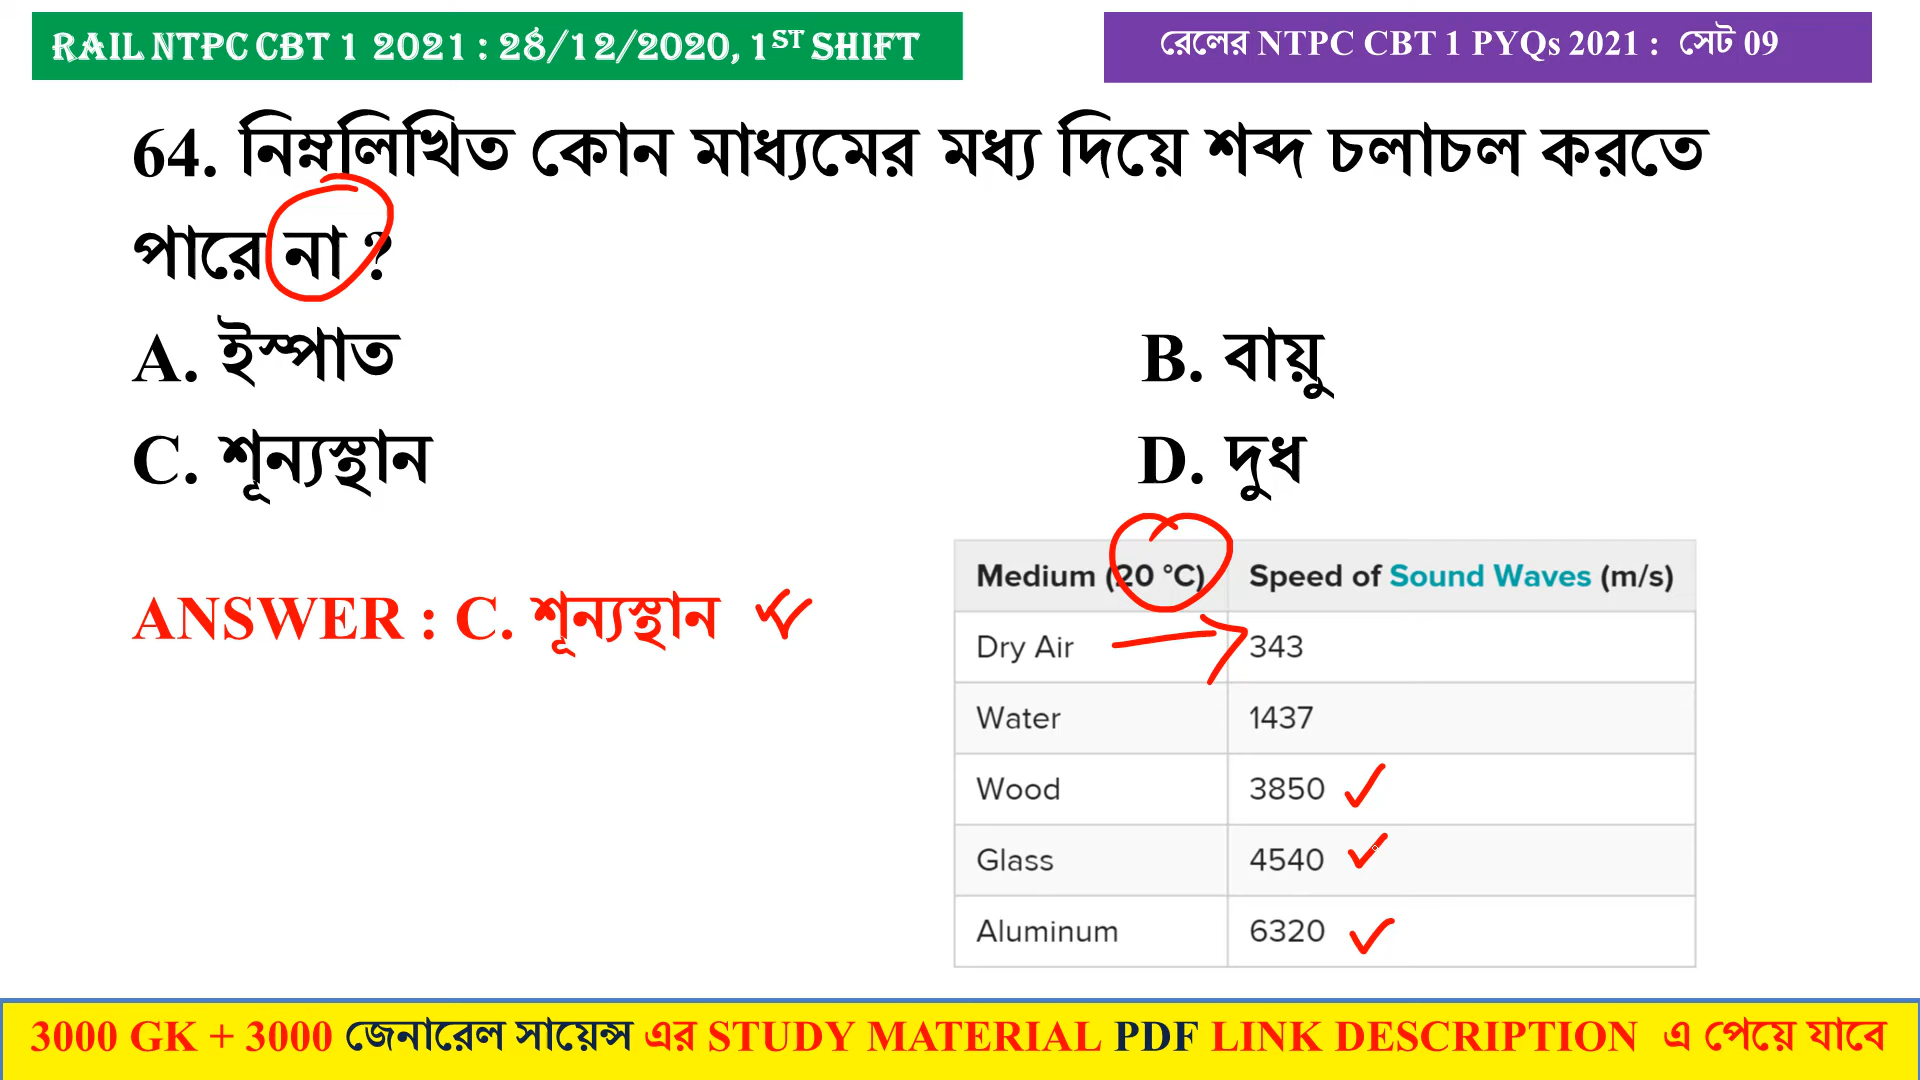 RAIL NTPC CBT 1 2021 : 28/12/2020, 1ST SHIFT
রেলের NTPC CBT 1 PYQs 2021 : সেট 09
64. নিম্নলিখিত কোন মাধ্যমের মধ্য দিয়ে শব্দ চলাচল করতে
পারে না ?
A. ইস্পাত
B. বায়ু
C. শূন্যস্থান
D. দুধ
ANSWER : C. শূন্যস্থান
Medium (20 °C) Speed of Sound Waves (m/s)
Dry Air 343
Water 1437
Wood 3850
Glass 4540
Aluminum 6320
3000 GK + 3000 জেনারেল সায়েন্স এর STUDY MATERIAL PDF LINK DESCRIPTION এ পেয়ে যাবে